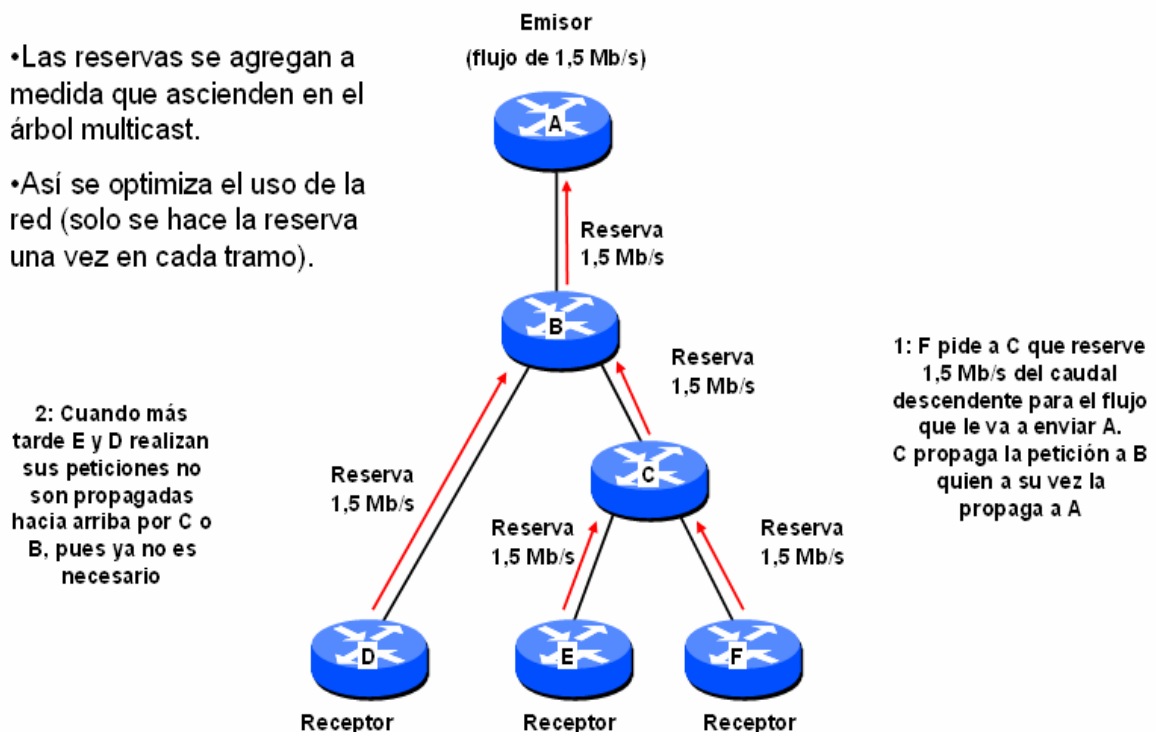 •Las reservas se agregan a
medida que ascienden en el
árbol multicast.
•Así se optimiza el uso de la
red (solo se hace la reserva
una vez en cada tramo).
Emisor
(flujo de 1,5 Mb/s)
A
Reserva
1,5 Mb/s
B
Reserva
1,5 Mb/s
1: F pide a C que reserve
1,5 Mb/s del caudal
descendente para el flujo
que le va a enviar A.
C propaga la petición a B
quien a su vez la
propaga a A
2: Cuando más
tarde E y D realizan
sus peticiones no
son propagadas
hacia arriba por C o
B, pues ya no es
necesario
Reserva
1,5 Mb/s
C
Reserva
1,5 Mb/s
Reserva
1,5 Mb/s
D
E
F
Receptor
Receptor
Receptor